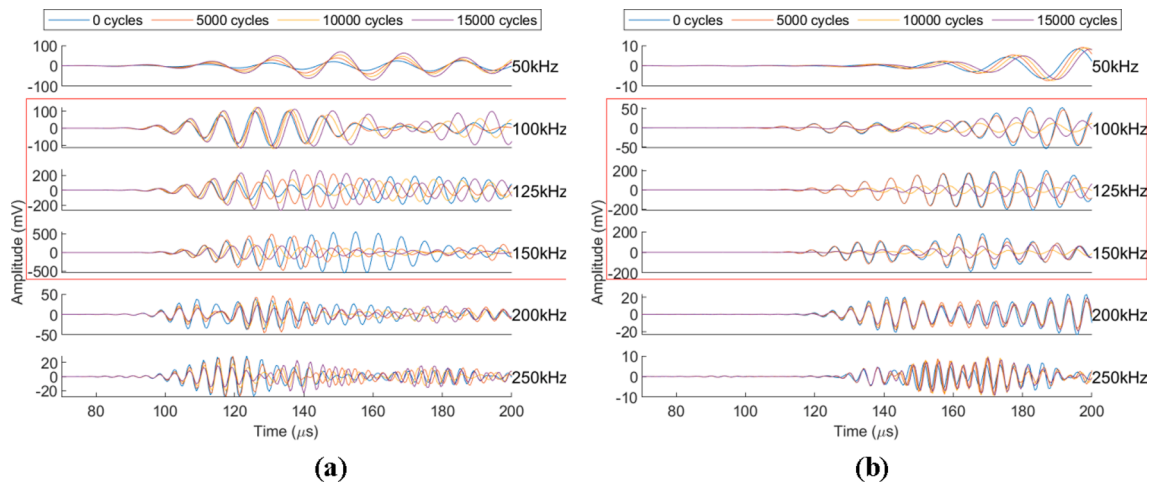 0 cycles 5000 cycles 10000 cycles 15000 cycles
100
0
-100
50kHz
100
0
-100
100kHz
200
0
-200
125kHz
500
0
-500
150kHz
50
0
-50
200kHz
20
0
-20
250kHz
Amplitude (mV)
80 100 120 140 160 180 200
Time (μs)
(a)
0 cycles 5000 cycles 10000 cycles 15000 cycles
10
0
-10
50kHz
50
0
-50
100kHz
200
0
-200
125kHz
200
0
-200
150kHz
20
0
-20
200kHz
10
0
-10
250kHz
Amplitude (mV)
80 100 120 140 160 180 200
Time (μs)
(b)